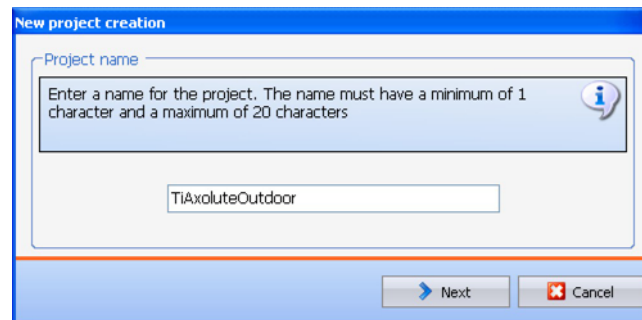 New project creation
Project name
Enter a name for the project. The name must have a minimum of 1
character and a maximum of 20 characters
TiAxoluteOutdoor
Next
Cancel